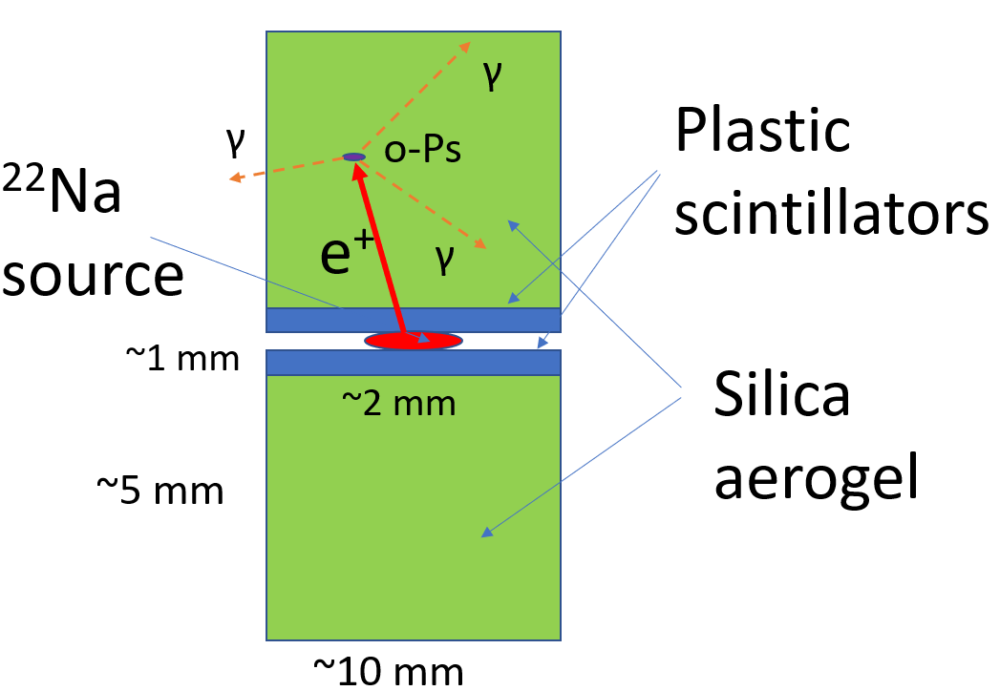 γ
Plastic
scintillators
γ
o-Ps
²²Na
source
e⁺
γ
~1 mm
~2 mm
Silica
aerogel
~5 mm
~10 mm